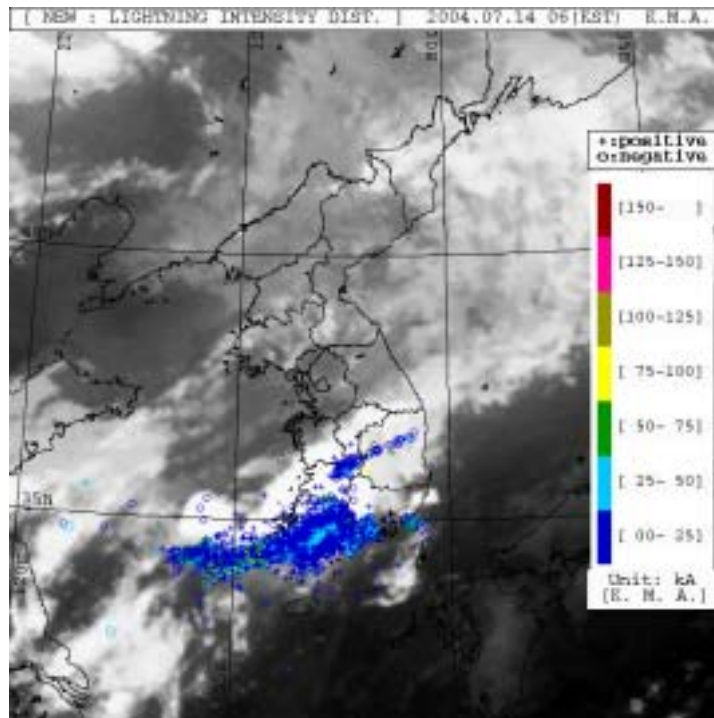 [ NEW : LIGHTNING INTENSITY DIST. ] 2004.07.14 06(KST) K.M.A.
+:positive
o:negative
[150- ]
[125-150]
[100-125]
[ 75-100]
[ 50- 75]
35N
[ 25- 50]
[ 00- 25]
Unit: kA
[K. M. A.]